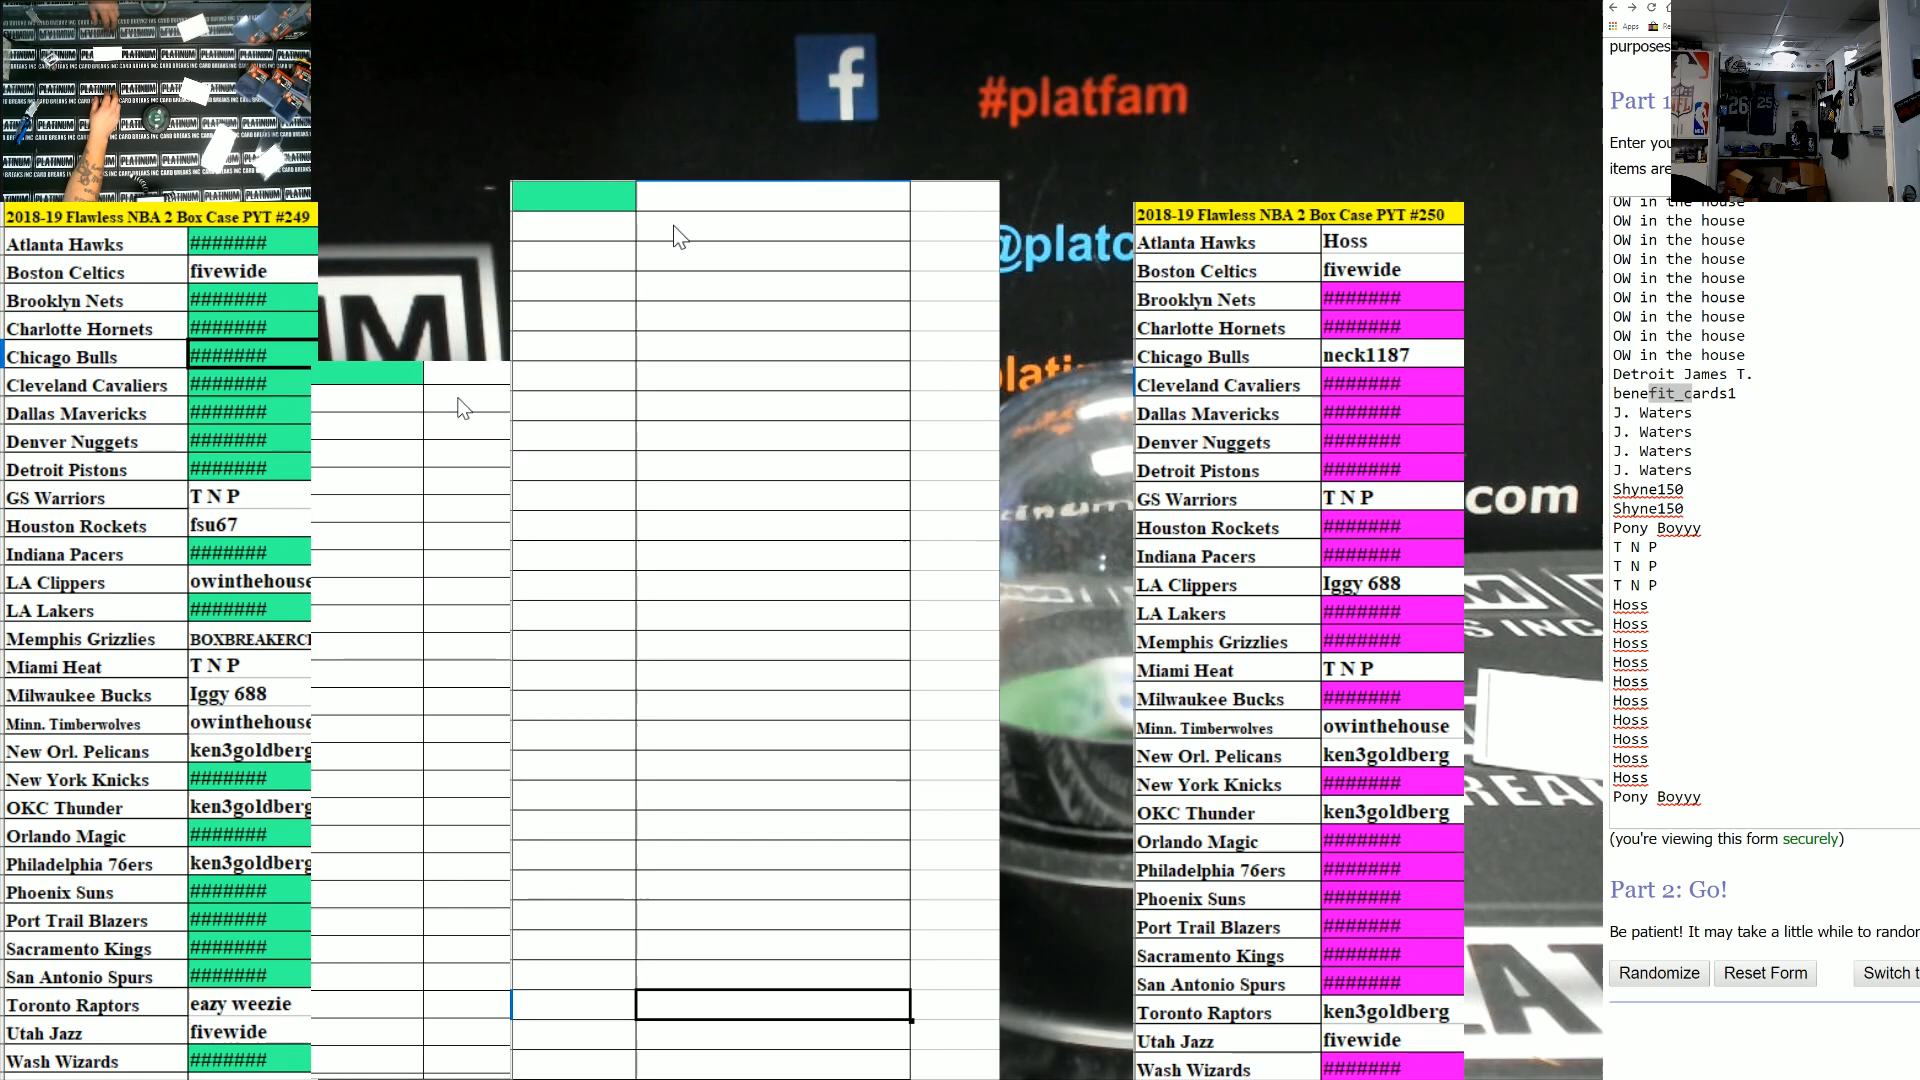 #platfam
@platc
platin
com
2018-19 Flawless NBA 2 Box Case PYT #249
Atlanta Hawks #######
Boston Celtics fivewide
Brooklyn Nets #######
Charlotte Hornets #######
Chicago Bulls #######
Cleveland Cavaliers #######
Dallas Mavericks #######
Denver Nuggets #######
Detroit Pistons #######
GS Warriors T N P
Houston Rockets fsu67
Indiana Pacers #######
LA Clippers owinthehouse
LA Lakers #######
Memphis Grizzlies BOXBREAKERCI
Miami Heat T N P
Milwaukee Bucks Iggy 688
Minn. Timberwolves owinthehouse
New Orl. Pelicans ken3goldberg
New York Knicks #######
OKC Thunder ken3goldberg
Orlando Magic #######
Philadelphia 76ers ken3goldberg
Phoenix Suns #######
Port Trail Blazers #######
Sacramento Kings #######
San Antonio Spurs #######
Toronto Raptors eazy weezie
Utah Jazz fivewide
Wash Wizards #######
2018-19 Flawless NBA 2 Box Case PYT #250
Atlanta Hawks Hoss
Boston Celtics fivewide
Brooklyn Nets #######
Charlotte Hornets #######
Chicago Bulls neck1187
Cleveland Cavaliers #######
Dallas Mavericks #######
Denver Nuggets #######
Detroit Pistons #######
GS Warriors T N P
Houston Rockets #######
Indiana Pacers #######
LA Clippers Iggy 688
LA Lakers #######
Memphis Grizzlies #######
Miami Heat T N P
Milwaukee Bucks #######
Minn. Timberwolves owinthehouse
New Orl. Pelicans ken3goldberg
New York Knicks #######
OKC Thunder ken3goldberg
Orlando Magic #######
Philadelphia 76ers #######
Phoenix Suns #######
Port Trail Blazers #######
Sacramento Kings #######
San Antonio Spurs #######
Toronto Raptors ken3goldberg
Utah Jazz fivewide
Wash Wizards #######
Apps Re
purposes
Part 1
Enter you
items are
OW in the house
OW in the house
OW in the house
OW in the house
OW in the house
OW in the house
OW in the house
OW in the house
OW in the house
Detroit James T.
benefit_cards1
J. Waters
J. Waters
J. Waters
J. Waters
Shyne150
Shyne150
Pony Boyyy
T N P
T N P
T N P
Hoss
Hoss
Hoss
Hoss
Hoss
Hoss
Hoss
Hoss
Hoss
Hoss
Pony Boyyy
(you're viewing this form securely)
Part 2: Go!
Be patient! It may take a little while to randor
Randomize Reset Form Switch t